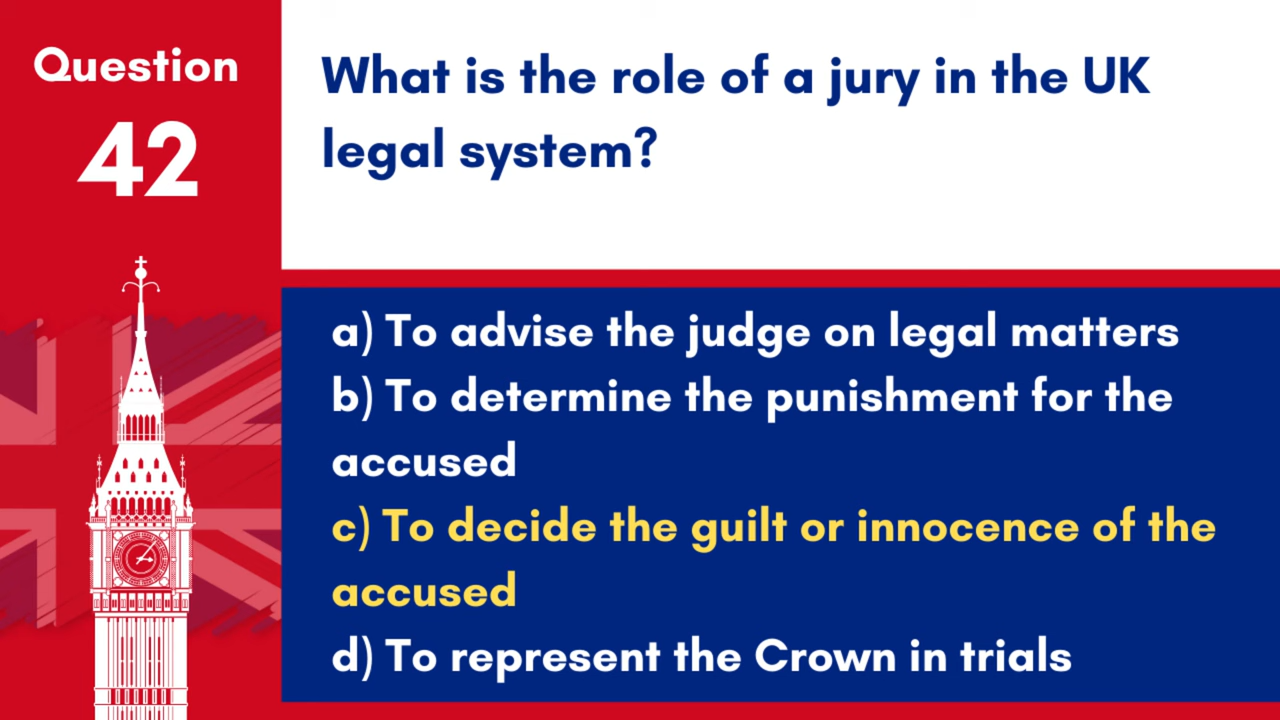 Question
42
What is the role of a jury in the UK
legal system?
a) To advise the judge on legal matters
b) To determine the punishment for the
accused
c) To decide the guilt or innocence of the
accused
d) To represent the Crown in trials